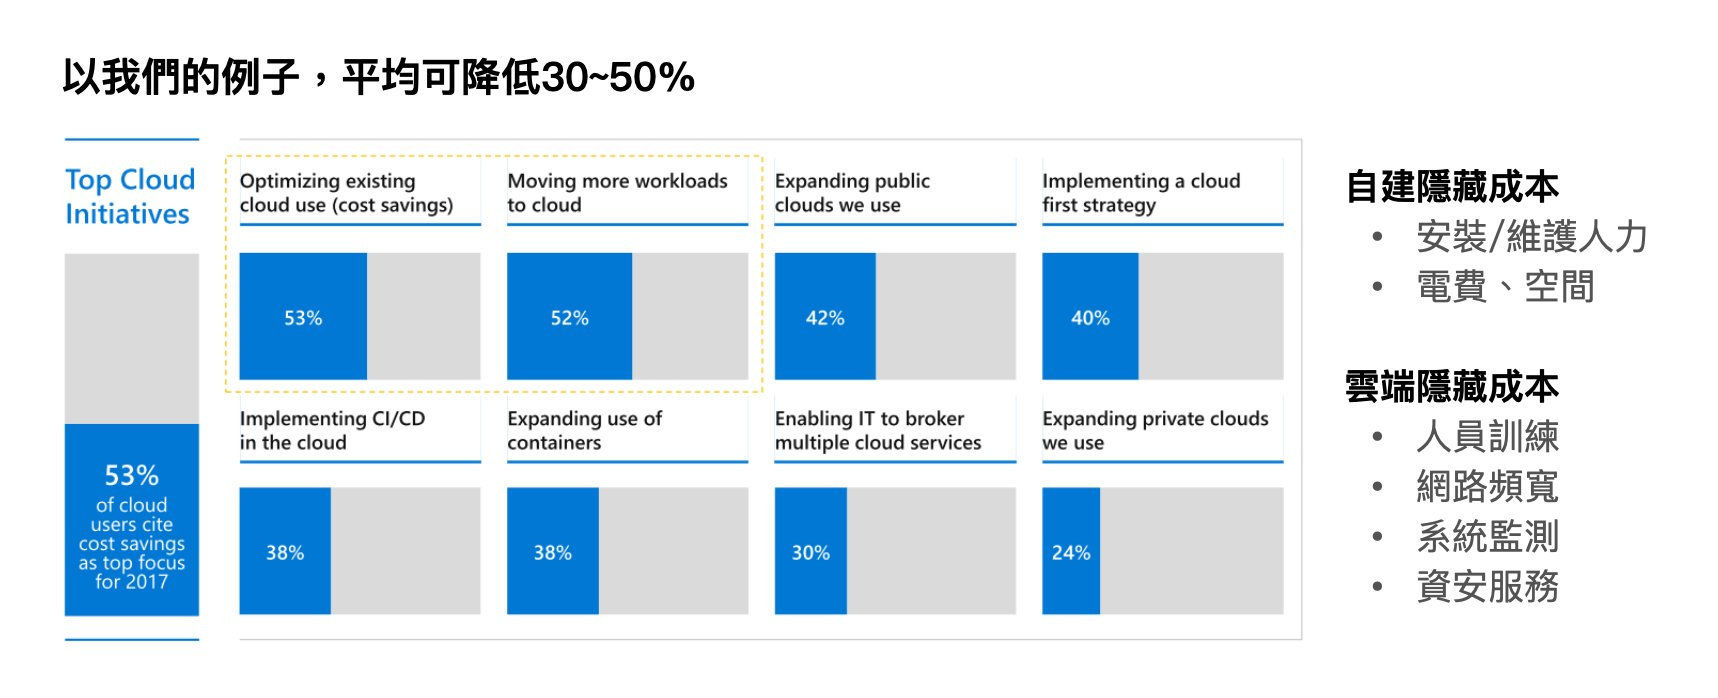 以我們的例子，平均可降低30~50%
Top Cloud
Initiatives
53%
of cloud
users cite
cost savings
as top focus
for 2017
Optimizing existing
cloud use (cost savings)
53%
Moving more workloads
to cloud
52%
Expanding public
clouds we use
42%
Implementing a cloud
first strategy
40%
Implementing CI/CD
in the cloud
38%
Expanding use of
containers
38%
Enabling IT to broker
multiple cloud services
30%
Expanding private clouds
we use
24%
自建隱藏成本
• 安裝/維護人力
• 電費、空間
雲端隱藏成本
• 人員訓練
• 網路頻寬
• 系統監測
• 資安服務